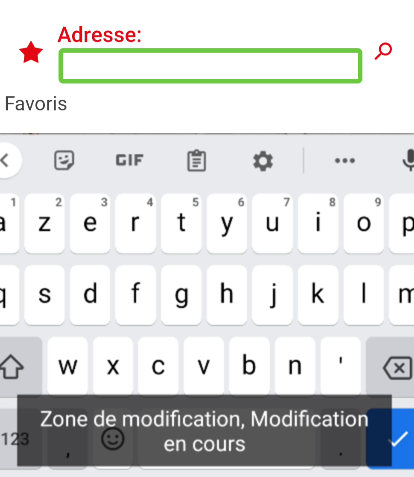 Adresse:
Favoris
GIF
1 2 3 4 5 6 7 8 9
a z e r t y u i o p
q s d f g h j k l m
w x c v b n '
Zone de modification, Modification
en cours
123 , .